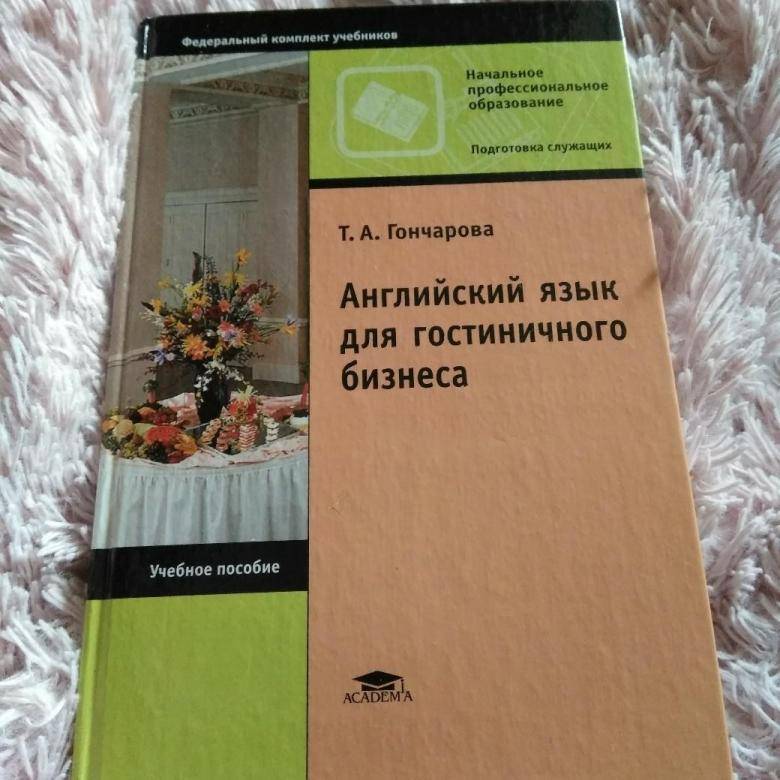 Федеральный комплект учебников
Начальное
профессиональное
образование
Подготовка служащих
Т. А. Гончарова
Английский язык
для гостиничного
бизнеса
Учебное пособие
ACADEMA